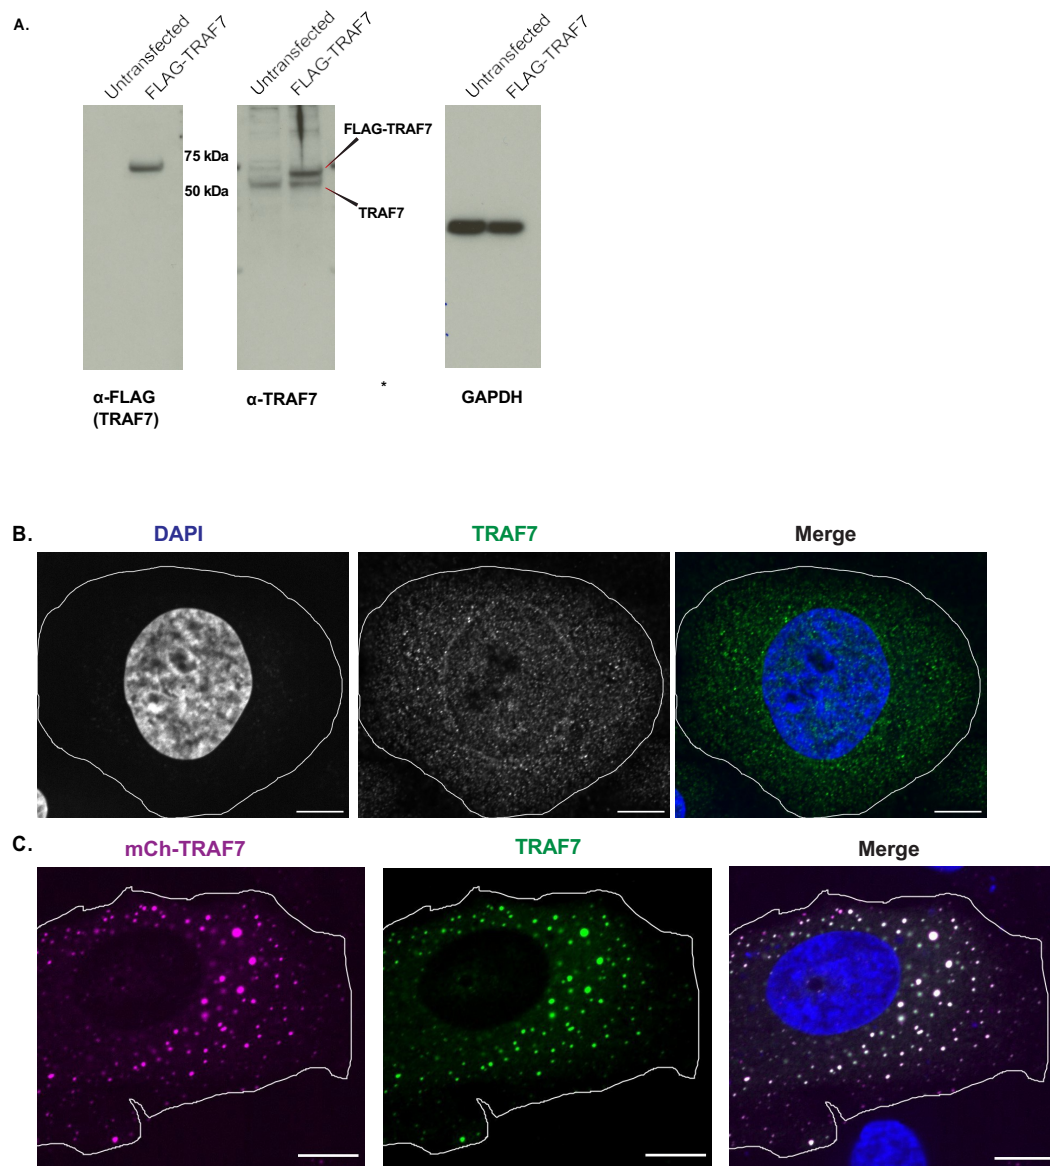 A.
Untransfected
FLAG-TRAF7
Untransfected
FLAG-TRAF7
Untransfected
FLAG-TRAF7
FLAG-TRAF7
75 kDa
50 kDa
TRAF7
*
α-FLAG
(TRAF7)
α-TRAF7
GAPDH
B.
DAPI
TRAF7
Merge
C.
mCh-TRAF7
TRAF7
Merge